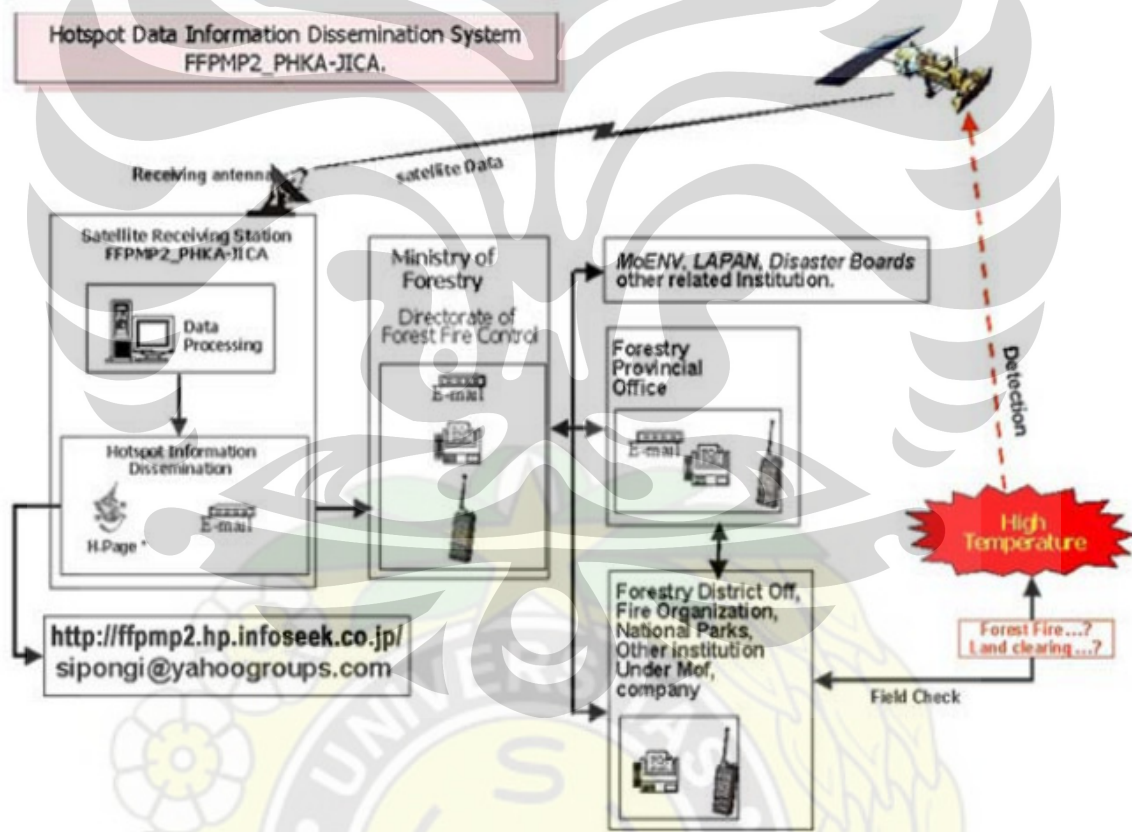 Hotspot Data Information Dissemination System
FFPMP2_PHKA-JICA.
Receiving antenna
satellite Data
Satellite Receiving Station
FFPMP2_PHKA-JICA
Data
Processing
Hotspot Information
Dissemination
H.Page *
E-mail
http://ffpmp2.hp.infoseek.co.jp/
sipongi@yahoogroups.com
Ministry of
Forestry
Directorate of
Forest Fire Control
E-mail
MoENV, LAPAN, Disaster Boards
other related Institution.
Forestry
Provincial
Office
E-mail
Forestry District Off,
Fire Organization,
National Parks,
Other institution
Under Mof,
company
Detection
High
Temperature
Forest Fire...?
Land clearing...?
Field Check
UNIVERSITAS